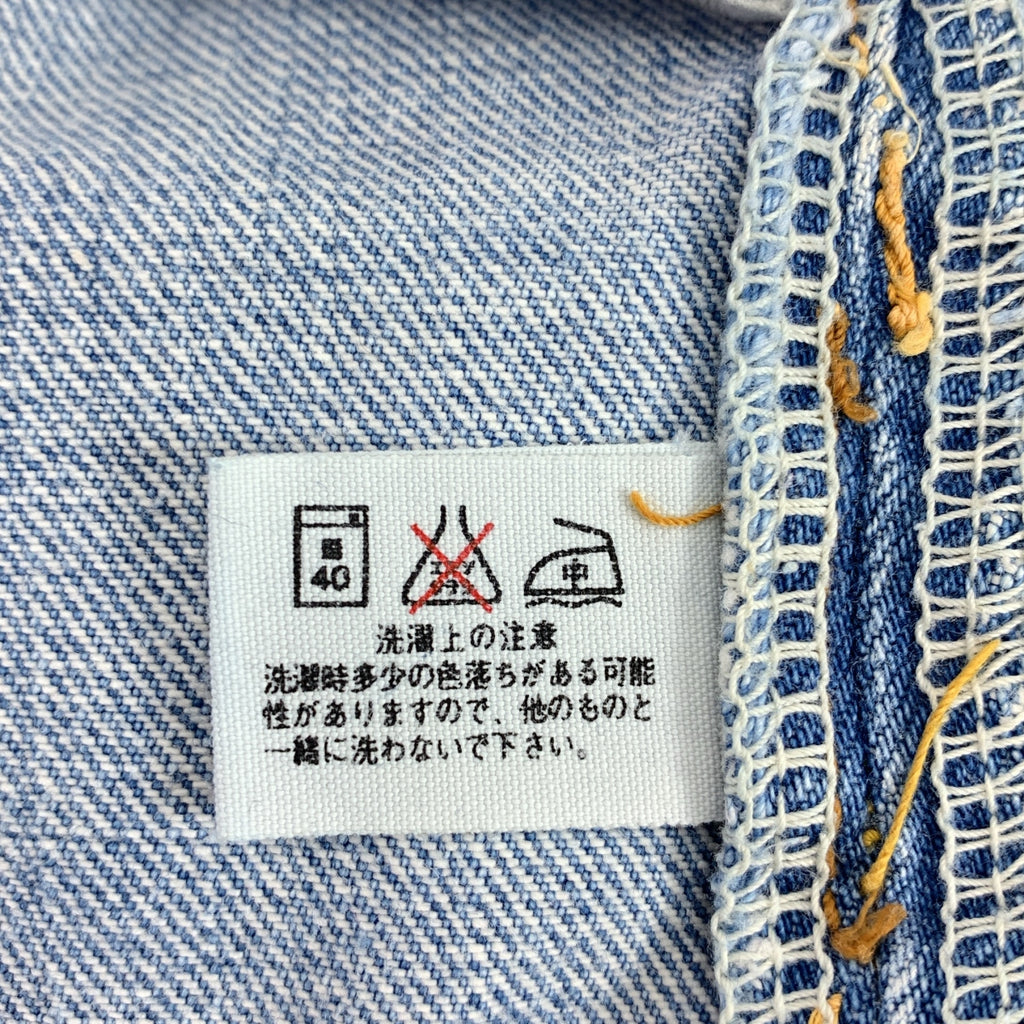 40
中
洗濯上の注意
洗濯時多少の色落ちがある可能
性がありますので、他のものと
一緒に洗わないで下さい。